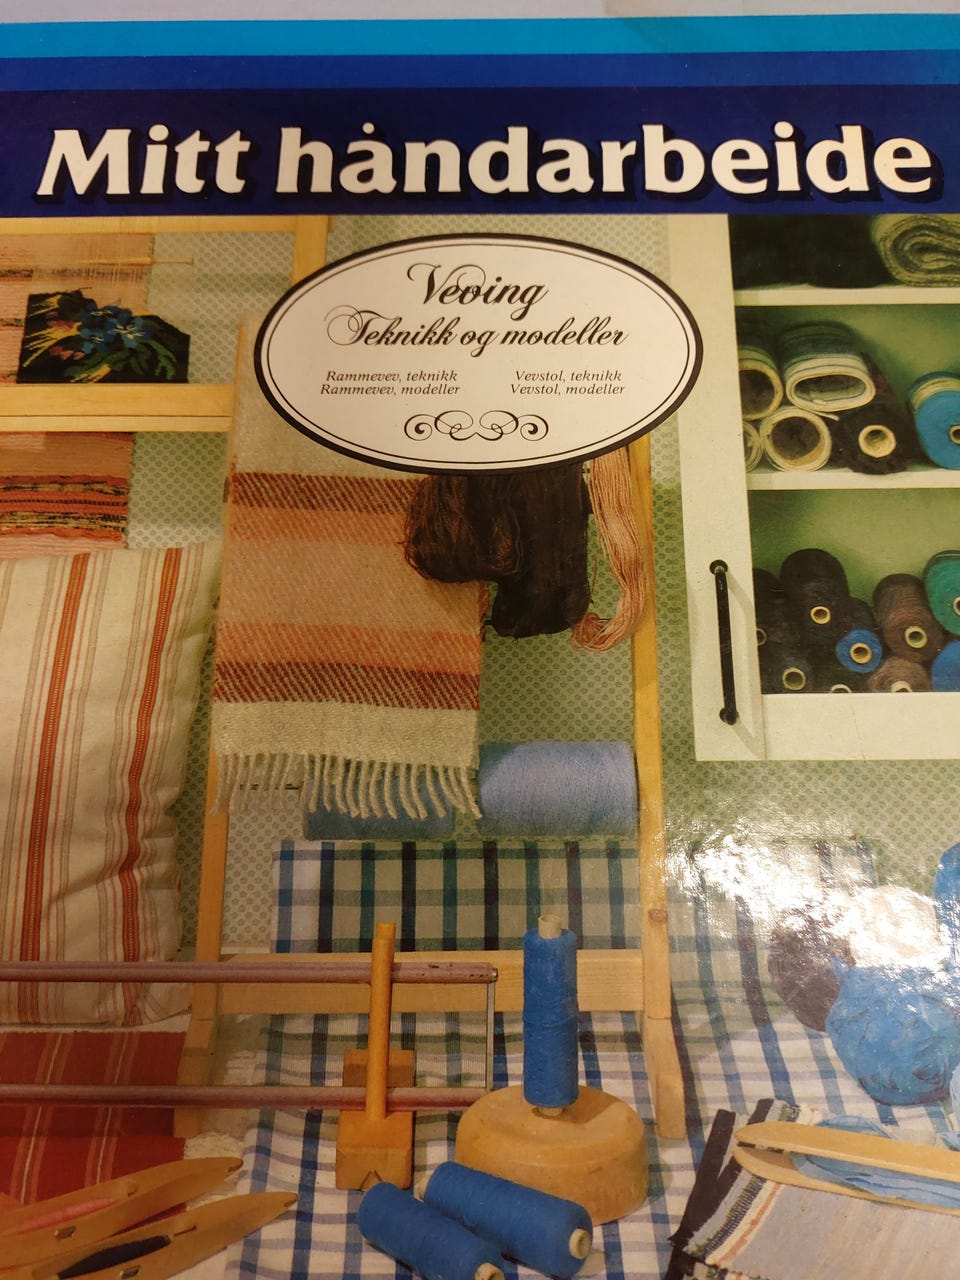 Mitt håndarbeide
Veving
Teknikk og modeller
Rammevev, teknikk
Rammevev, modeller
Vevstol, teknikk
Vevstol, modeller